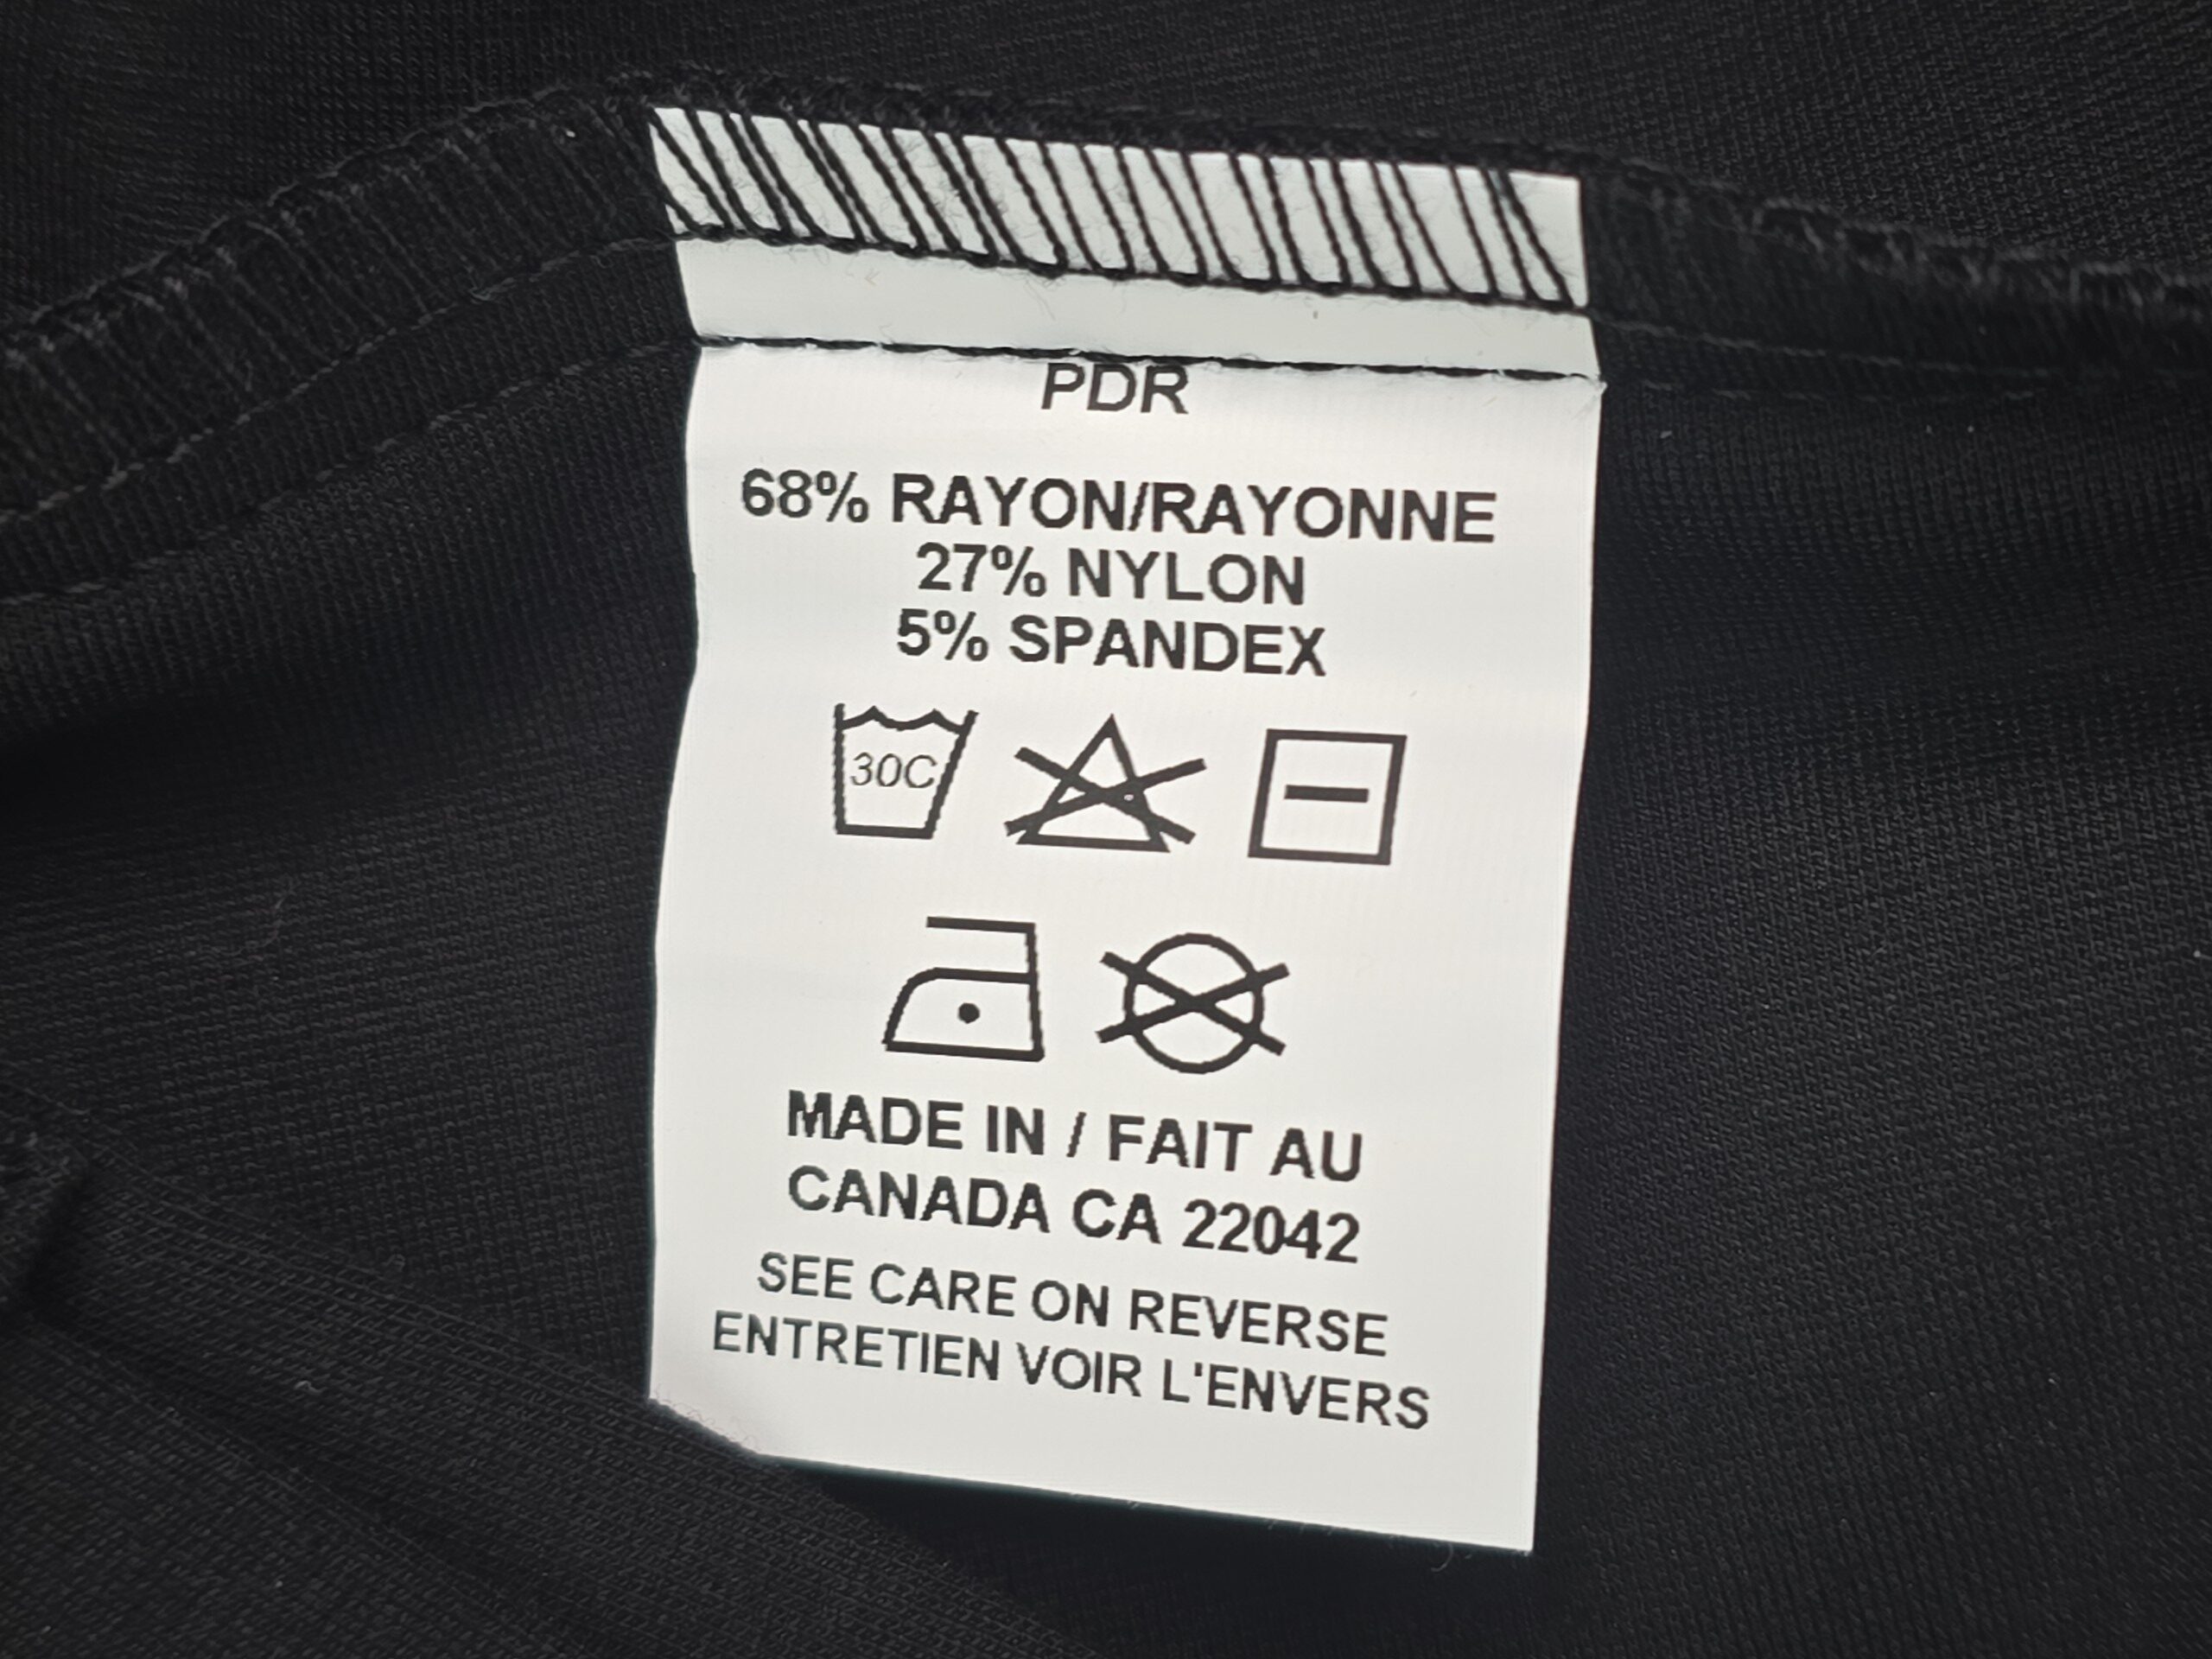 PDR
68% RAYON/RAYONNE
27% NYLON
5% SPANDEX
30C
MADE IN / FAIT AU
CANADA CA 22042
SEE CARE ON REVERSE
ENTRETIEN VOIR L'ENVERS